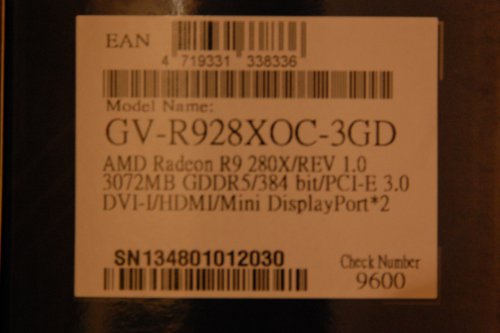 EAN
4 719331 338336
Model Name:
GV-R928XOC-3GD
AMD Radeon R9 280X/REV 1.0
3072MB GDDR5/384 bit/PCI-E 3.0
DVI-I/HDMI/Mini DisplayPort*2
SN134801012030
Check Number
9600